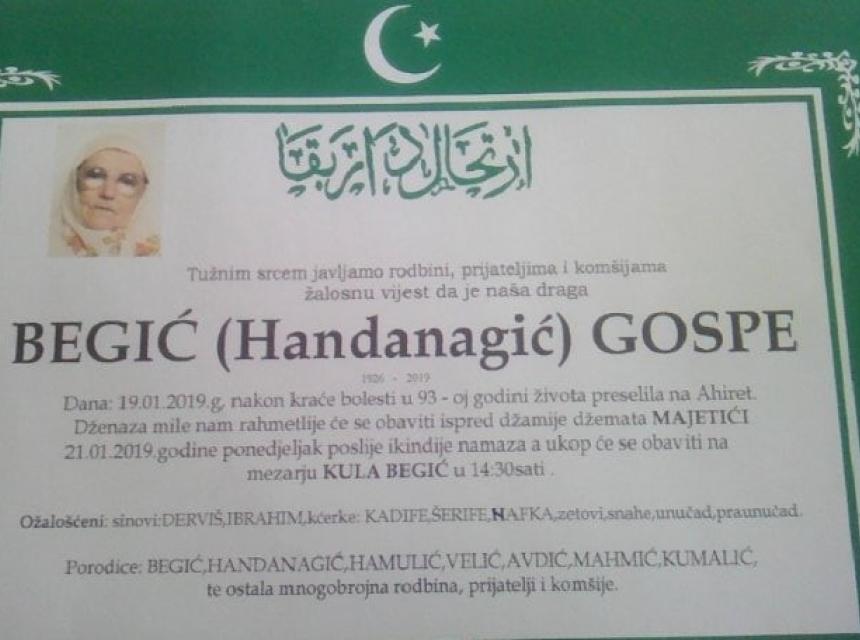 ارتحال دار بقا
Tužnim srcem javljamo rodbini, prijateljima i komšijama
žalosnu vijest da je naša draga
BEGIĆ (Handanagić) GOSPE
1926 - 2019
Dana: 19.01.2019.g, nakon kraće bolesti u 93 - oj godini života preselila na Ahiret.
Dženaza mile nam rahmetlije će se obaviti ispred džamije džemata MAJETIĆI
21.01.2019.godine ponedjeljak poslije ikindije namaza a ukop će se obaviti na
mezarju KULA BEGIĆ u 14:30sati .
Ožalošćeni: sinovi:DERVIŠ,IBRAHIM,kćerke: KADIFE,ŠERIFE,HAFKA,zetovi,snahe,unučad,praunučad.
Porodice: BEGIĆ,HANDANAGIĆ,HAMULIĆ,VELIĆ,AVDIĆ,MAHMIĆ,KUMALIĆ,
te ostala mnogobrojna rodbina, prijatelji i komšije.